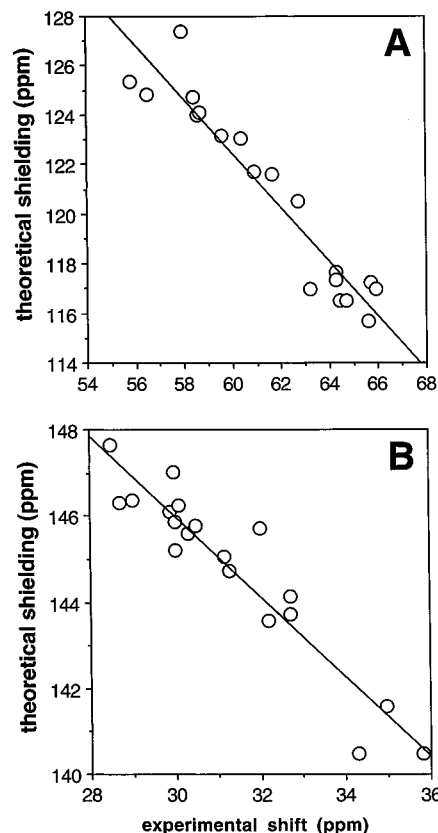 A
theoretical shielding (ppm)
128
126
124
122
120
118
116
114
54 56 58 60 62 64 66 68
B
theoretical shielding (ppm)
148
146
144
142
140
28 30 32 34 36
experimental shift (ppm)